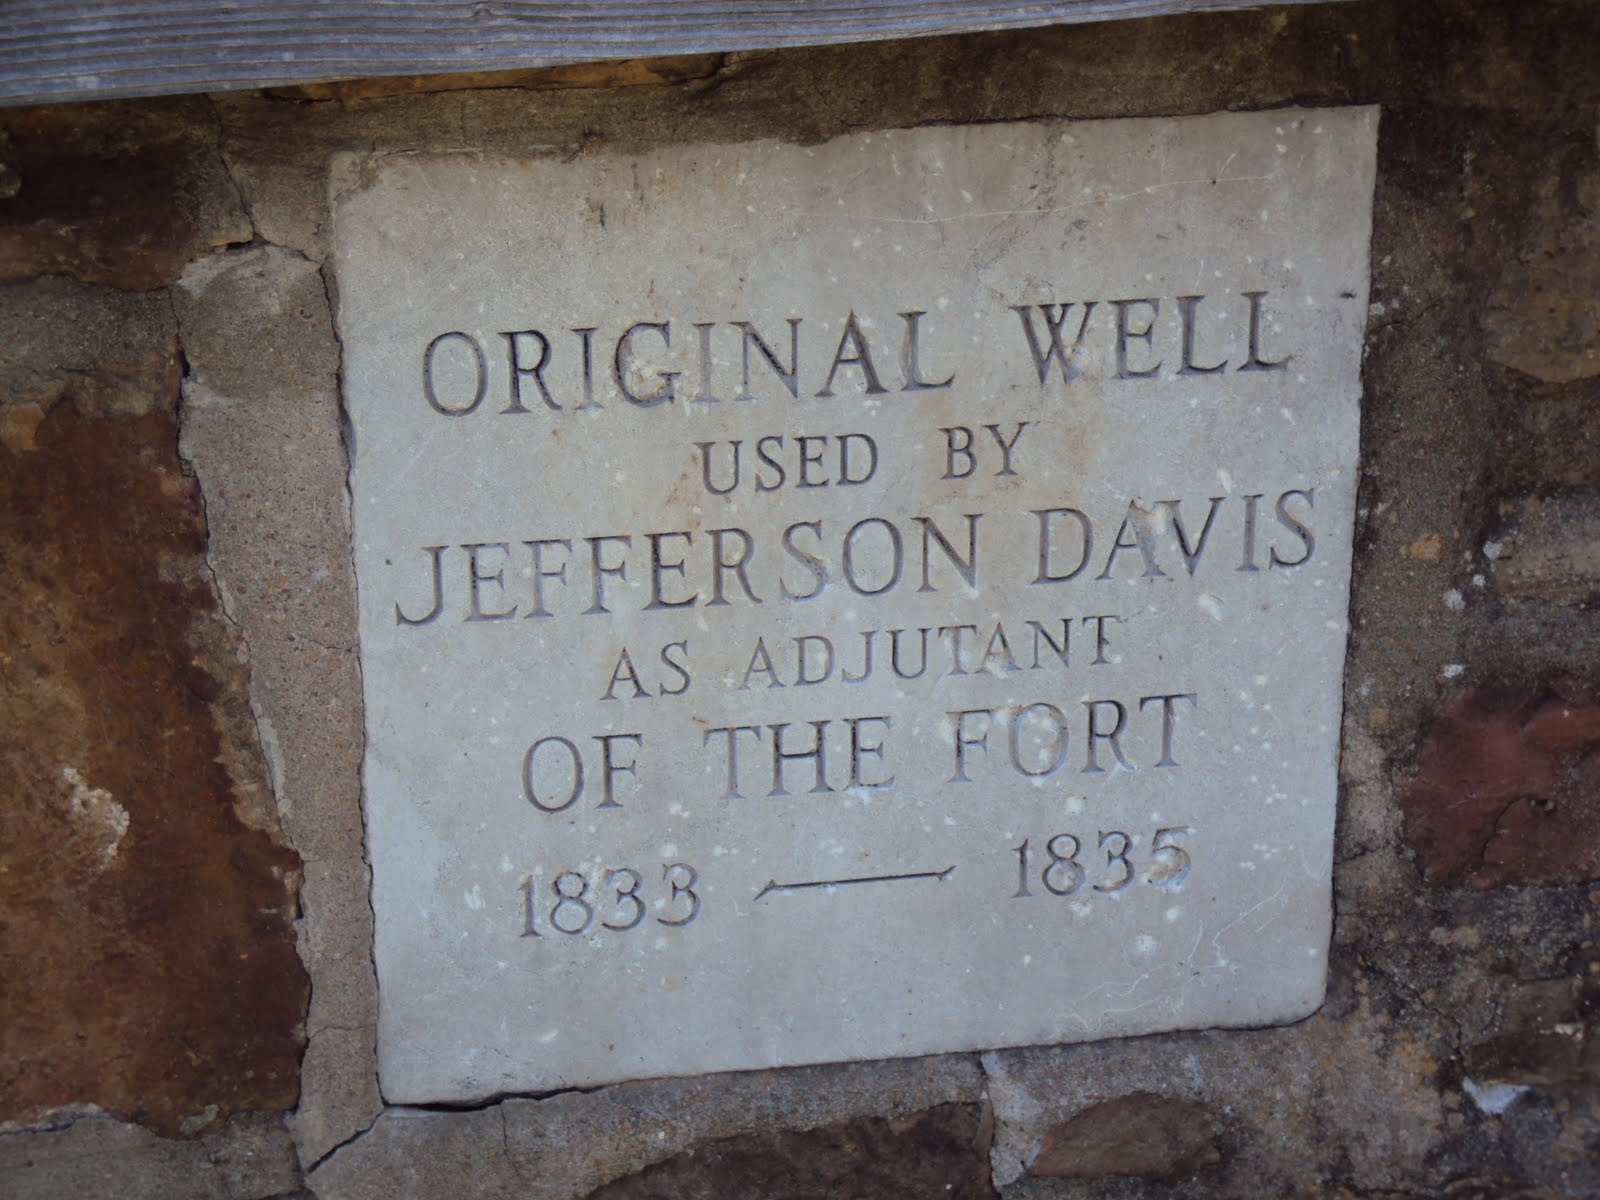 ORIGINAL WELL
USED BY
JEFFERSON DAVIS
AS ADJUTANT
OF THE FORT
1833 — 1835